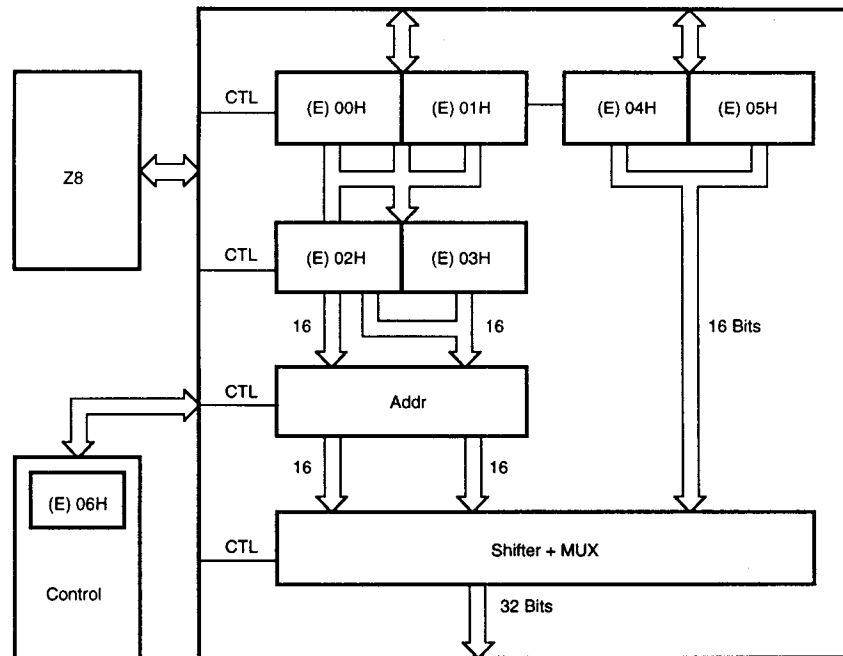 CTL
(E) 00H
(E) 01H
(E) 04H
(E) 05H
Z8
CTL
(E) 02H
(E) 03H
16
16
16 Bits
CTL
Addr
16
16
(E) 06H
CTL
Shifter + MUX
Control
32 Bits